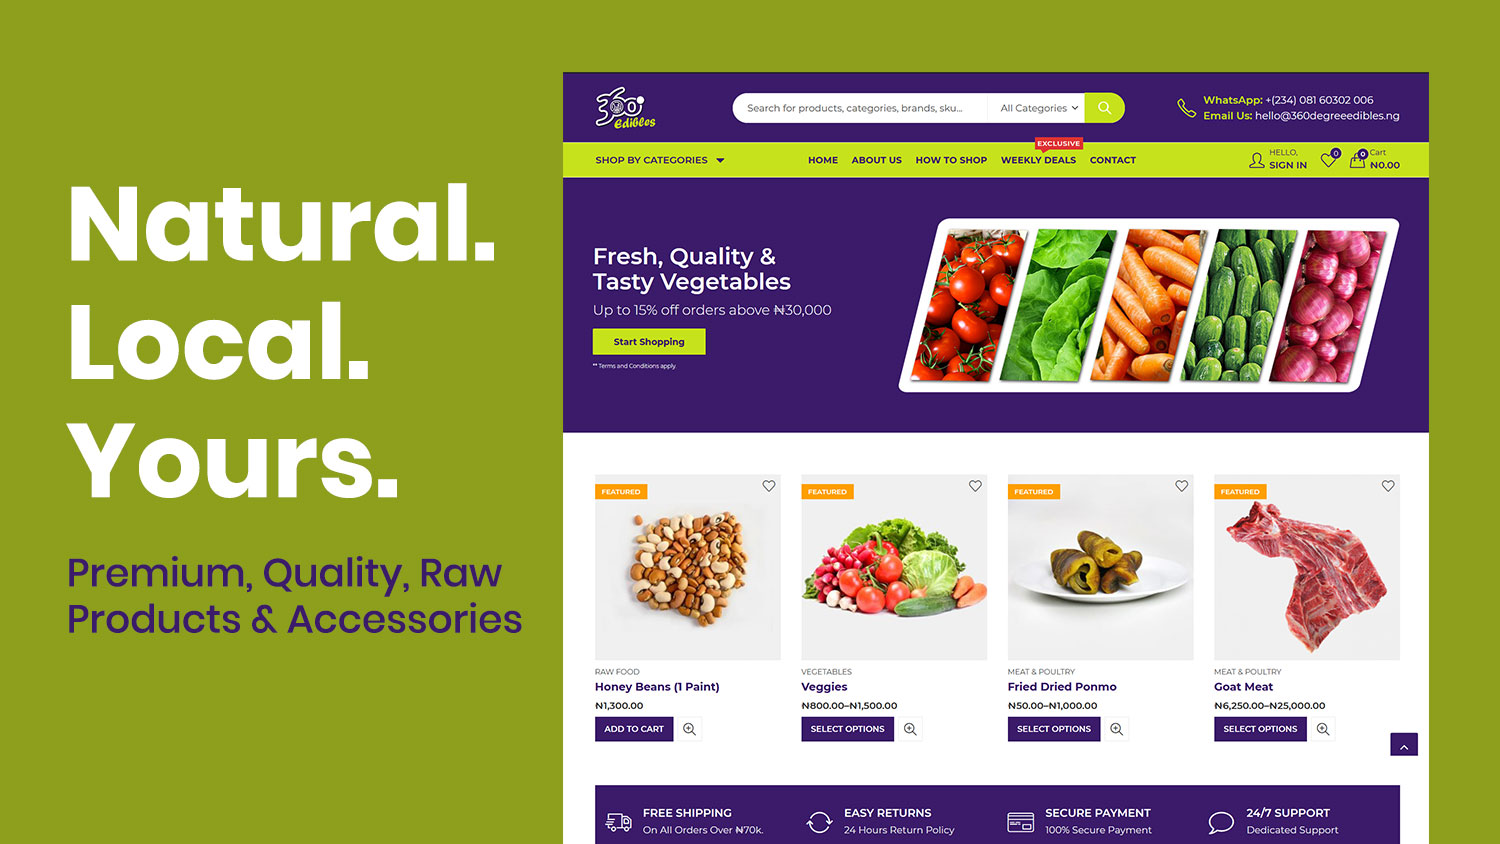 Natural.
Local.
Yours.
Premium, Quality, Raw
Products & Accessories
360
Edibles
Search for products, categories, brands, sku...
All Categories
WhatsApp: +(234) 081 60302 006
Email Us: hello@360degreeedibles.ng
SHOP BY CATEGORIES
HOME
ABOUT US
HOW TO SHOP
EXCLUSIVE
WEEKLY DEALS
CONTACT
HELLO,
SIGN IN
0
0
Cart
₦0.00
Fresh, Quality &
Tasty Vegetables
Up to 15% off orders above ₦30,000
Start Shopping
** Terms and Conditions apply.
FEATURED
FEATURED
FEATURED
FEATURED
RAW FOOD
Honey Beans (1 Paint)
₦1,300.00
ADD TO CART
VEGETABLES
Veggies
₦800.00–₦1,500.00
SELECT OPTIONS
MEAT & POULTRY
Fried Dried Ponmo
₦50.00–₦1,000.00
SELECT OPTIONS
MEAT & POULTRY
Goat Meat
₦6,250.00–₦25,000.00
SELECT OPTIONS
FREE SHIPPING
On All Orders Over ₦70k.
EASY RETURNS
24 Hours Return Policy
SECURE PAYMENT
100% Secure Payment
24/7 SUPPORT
Dedicated Support